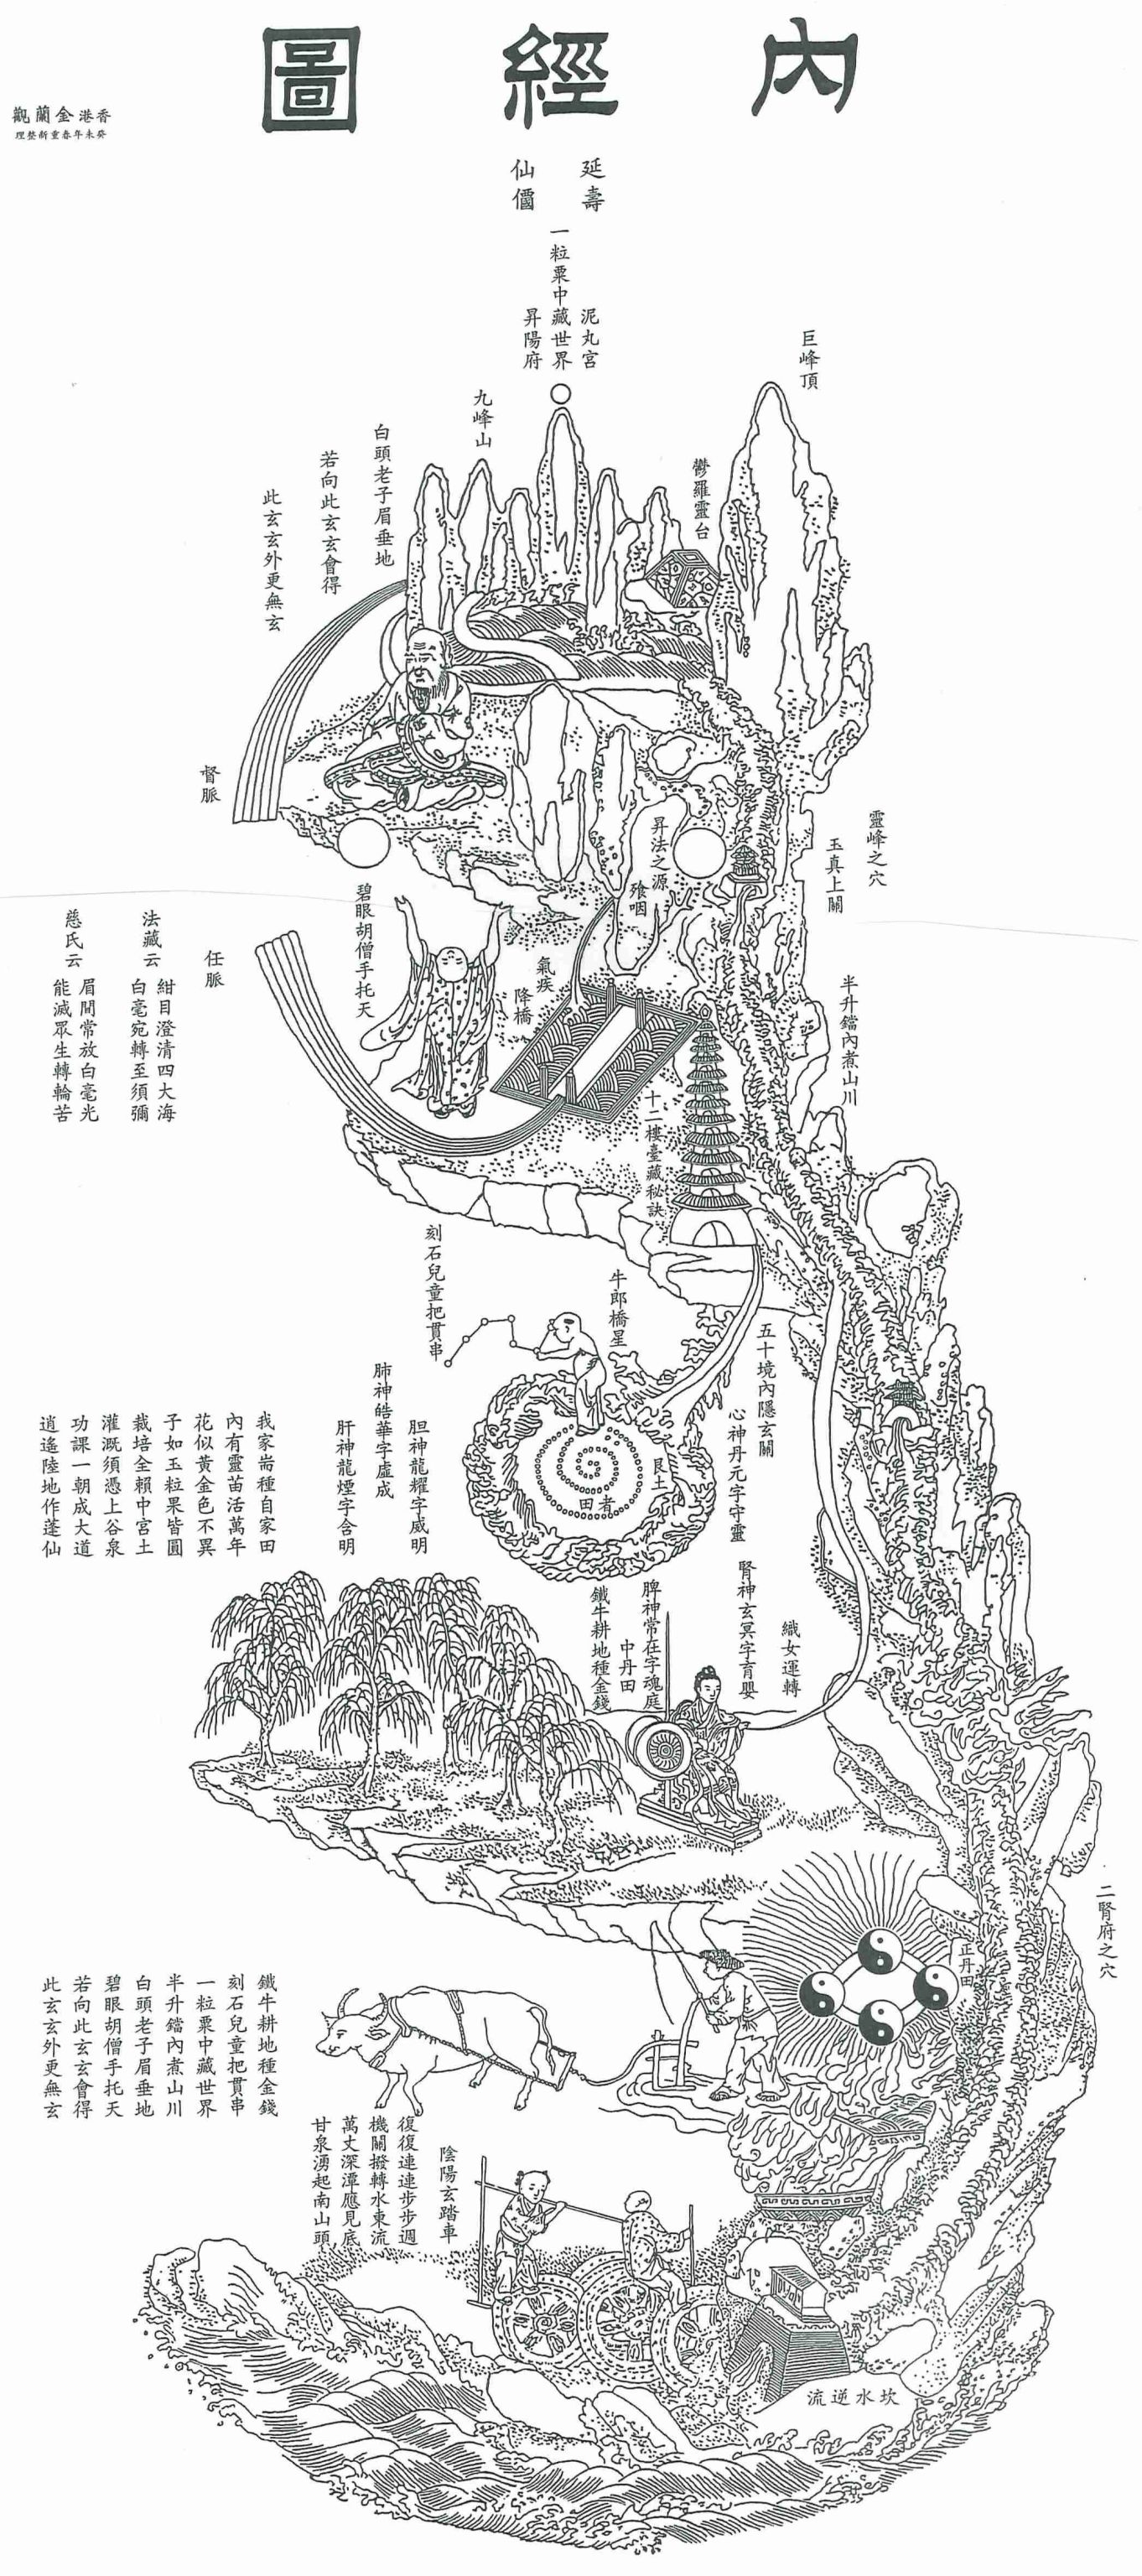 內經圖
香港金蘭觀
癸未年春重新整理
延壽
仙僵
一粒粟中藏世界
泥丸宮
昇陽府
巨峰頂
九峰山
鬱羅靈台
白頭老子眉垂地
若向此玄玄會得
此玄玄外更無玄
督脈
靈峰之穴
玉真上關
昇法之源
飱咽
碧眼胡僧手托天
任脈
法藏云
紺目澄清四大海
白毫宛轉至須彌
慈氏云
眉間常放白毫光
能滅眾生轉輪苦
氣疾
降橋
半升鐺內煮山川
十二樓臺藏秘訣
刻石兒童把貫串
牛郎橋星
五十境內隱玄關
心神丹元字守靈
艮土
田者
胆神龍耀字威明
肺神皓華字虛成
肝神龍煙字含明
我家耑種自家田
內有靈苗活萬年
花似黃金色不異
子如玉粒果皆圓
栽培全賴中宮土
灌溉須憑上谷泉
功課一朝成大道
逍遙陸地作蓬仙
織女運轉
腎神玄冥字育嬰
脾神常在字魂庭
中丹田
鐵牛耕地種金錢
二腎府之穴
正丹田
鐵牛耕地種金錢
刻石兒童把貫串
一粒粟中藏世界
半升鐺內煮山川
白頭老子眉垂地
碧眼胡僧手托天
若向此玄玄會得
此玄玄外更無玄
陰陽玄踏車
復復連連步步週
機關撥轉水東流
萬丈深潭應見底
甘泉湧起南山頭
坎水逆流